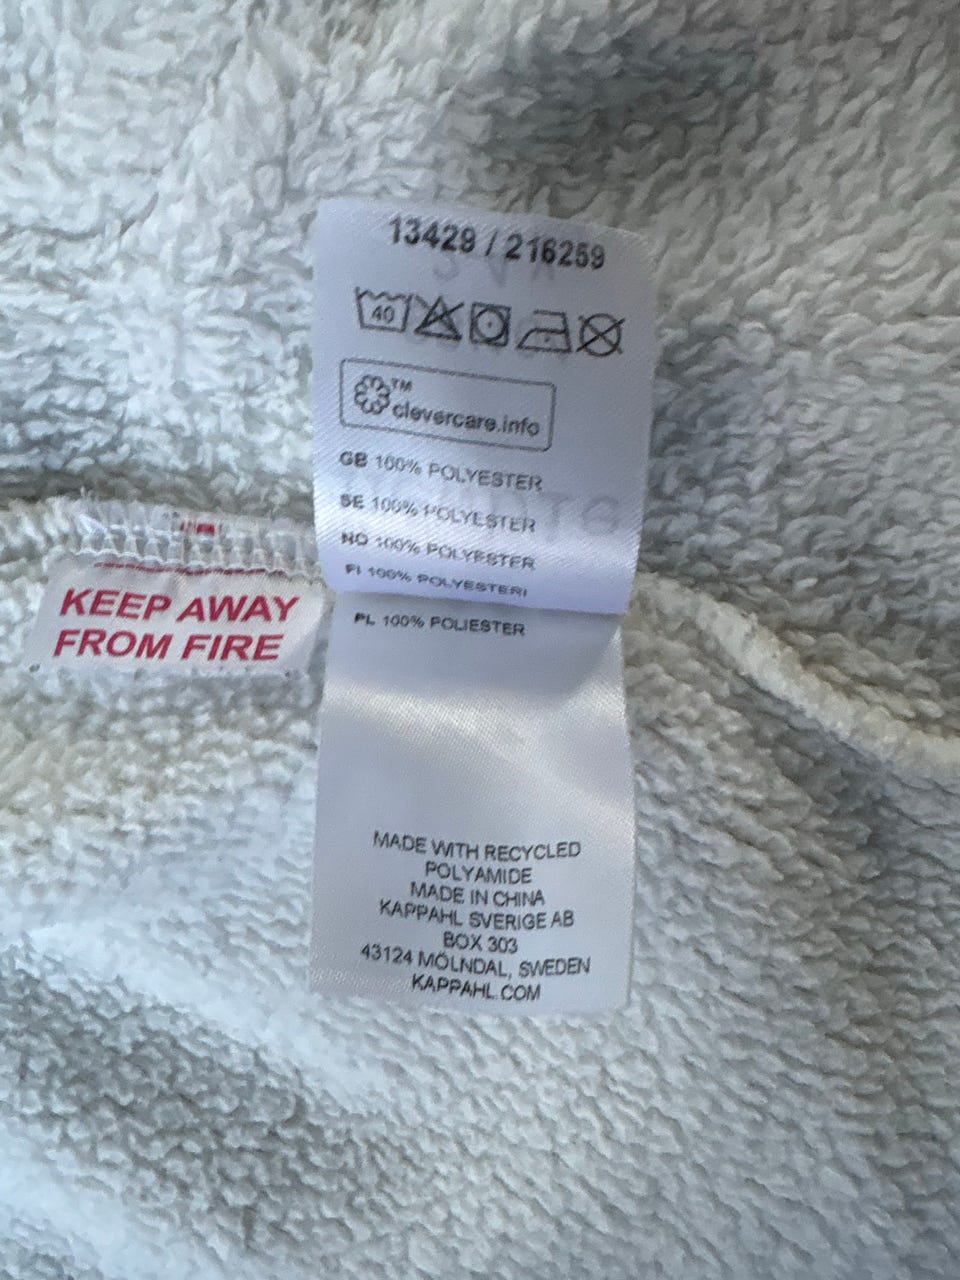 13429 / 216259
40
TM
clevercare.info
GB 100% POLYESTER
SE 100% POLYESTER
NO 100% POLYESTER
FI 100% POLYESTERI
PL 100% POLIESTER
KEEP AWAY
FROM FIRE
MADE WITH RECYCLED
POLYAMIDE
MADE IN CHINA
KAPPAHL SVERIGE AB
BOX 303
43124 MÖLNDAL, SWEDEN
KAPPAHL.COM